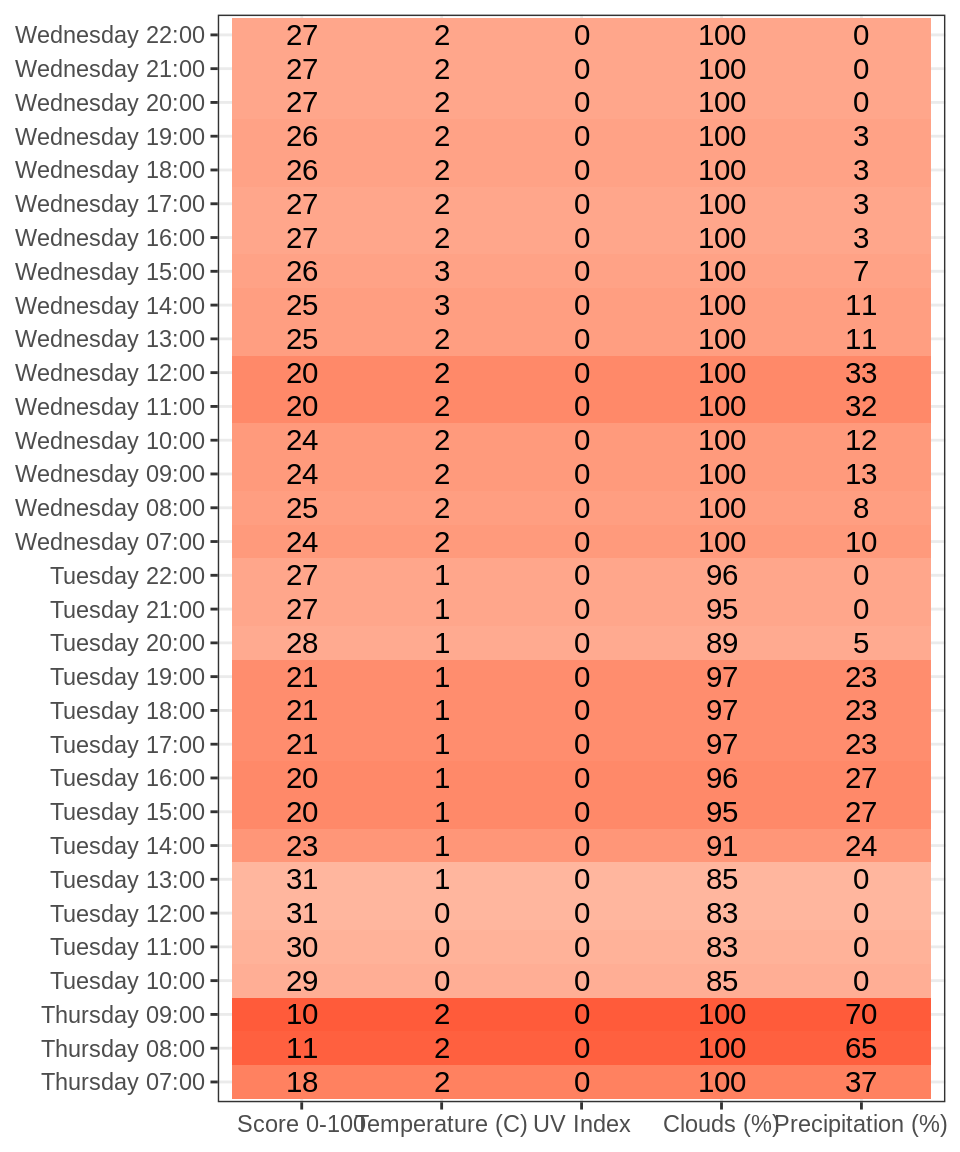 Wednesday 22:00 27 2 0 100 0
Wednesday 21:00 27 2 0 100 0
Wednesday 20:00 27 2 0 100 0
Wednesday 19:00 26 2 0 100 3
Wednesday 18:00 26 2 0 100 3
Wednesday 17:00 27 2 0 100 3
Wednesday 16:00 27 2 0 100 3
Wednesday 15:00 26 3 0 100 7
Wednesday 14:00 25 3 0 100 11
Wednesday 13:00 25 2 0 100 11
Wednesday 12:00 20 2 0 100 33
Wednesday 11:00 20 2 0 100 32
Wednesday 10:00 24 2 0 100 12
Wednesday 09:00 24 2 0 100 13
Wednesday 08:00 25 2 0 100 8
Wednesday 07:00 24 2 0 100 10
Tuesday 22:00 27 1 0 96 0
Tuesday 21:00 27 1 0 95 0
Tuesday 20:00 28 1 0 89 5
Tuesday 19:00 21 1 0 97 23
Tuesday 18:00 21 1 0 97 23
Tuesday 17:00 21 1 0 97 23
Tuesday 16:00 20 1 0 96 27
Tuesday 15:00 20 1 0 95 27
Tuesday 14:00 23 1 0 91 24
Tuesday 13:00 31 1 0 85 0
Tuesday 12:00 31 0 0 83 0
Tuesday 11:00 30 0 0 83 0
Tuesday 10:00 29 0 0 85 0
Thursday 09:00 10 2 0 100 70
Thursday 08:00 11 2 0 100 65
Thursday 07:00 18 2 0 100 37
Score 0-100 Temperature (C) UV Index Clouds (%) Precipitation (%)